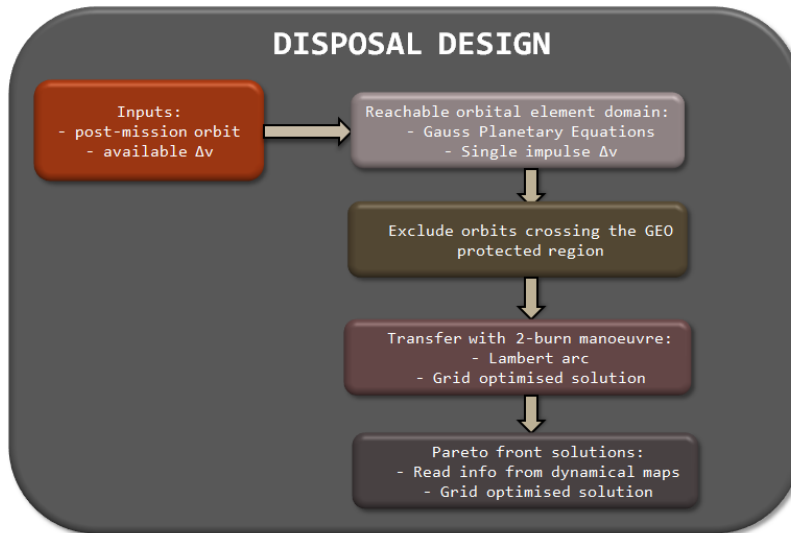 DISPOSAL DESIGN
Inputs:
- post-mission orbit
- available Δv
Reachable orbital element domain:
- Gauss Planetary Equations
- Single impulse Δv
Exclude orbits crossing the GEO
protected region
Transfer with 2-burn manoeuvre:
- Lambert arc
- Grid optimised solution
Pareto front solutions:
- Read info from dynamical maps
- Grid optimised solution